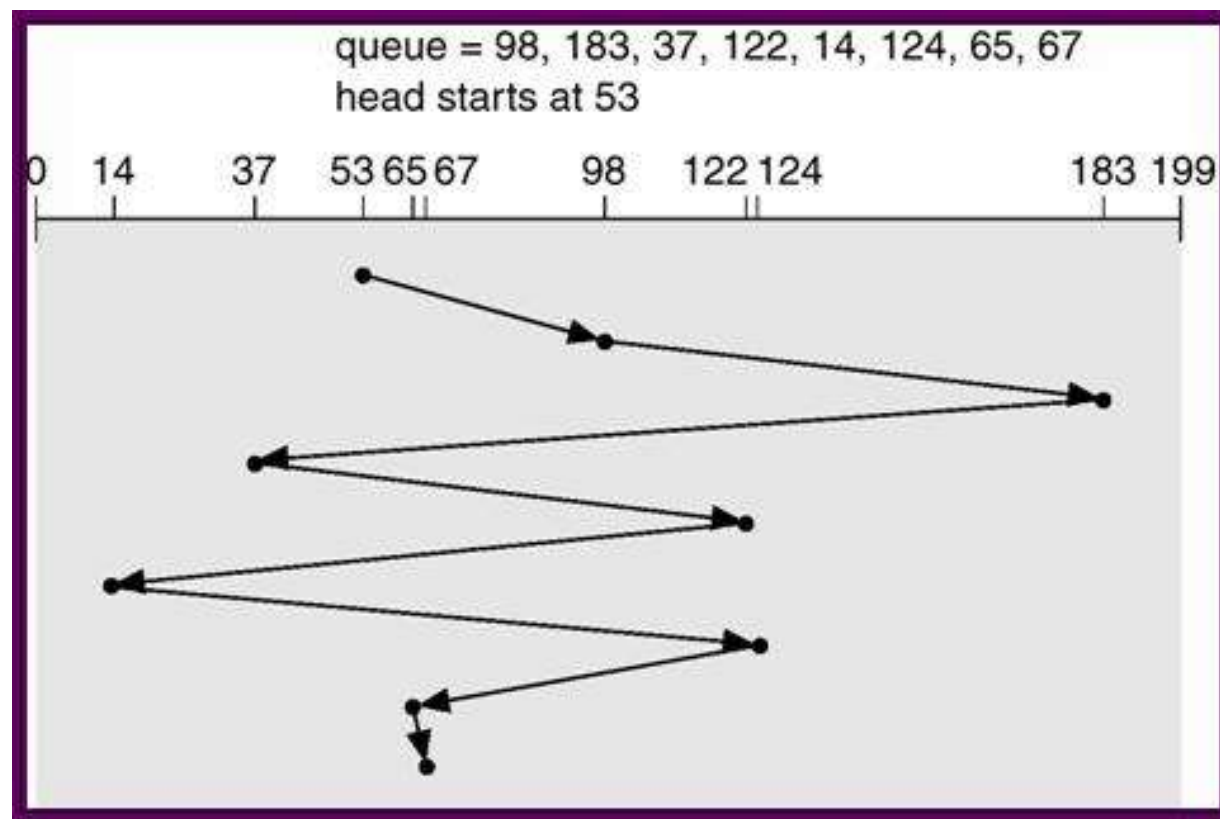 queue = 98, 183, 37, 122, 14, 124, 65, 67
head starts at 53
0 14 37 53 65 67 98 122 124 183 199